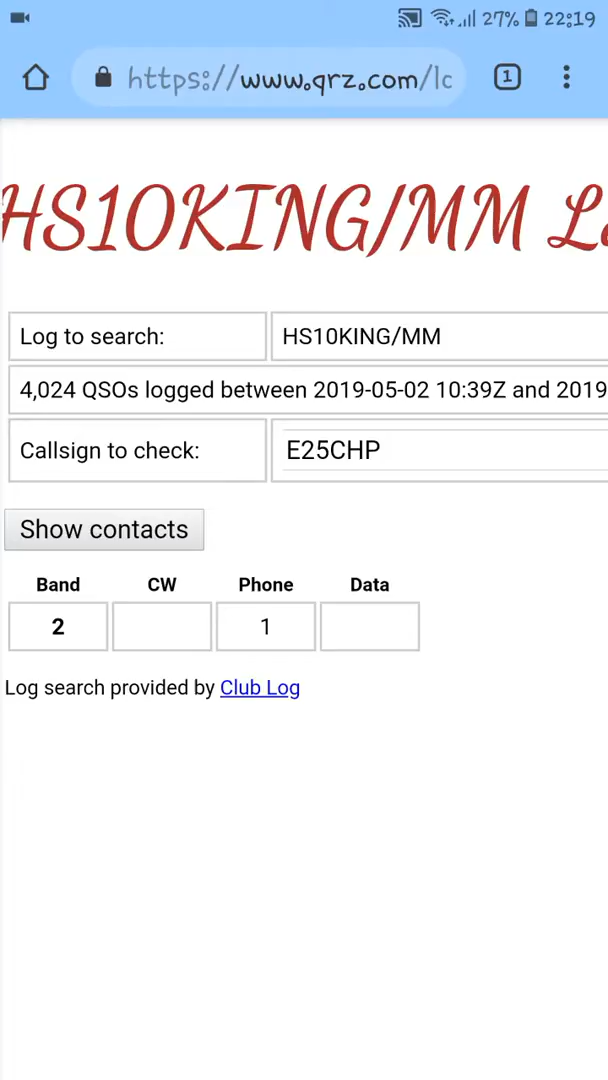 27% 22:19
https://www.qrz.com/lc
1
HS10KING/MM L
Log to search: HS10KING/MM
4,024 QSOs logged between 2019-05-02 10:39Z and 2019
Callsign to check: E25CHP
Show contacts
Band CW Phone Data
2 1
Log search provided by Club Log